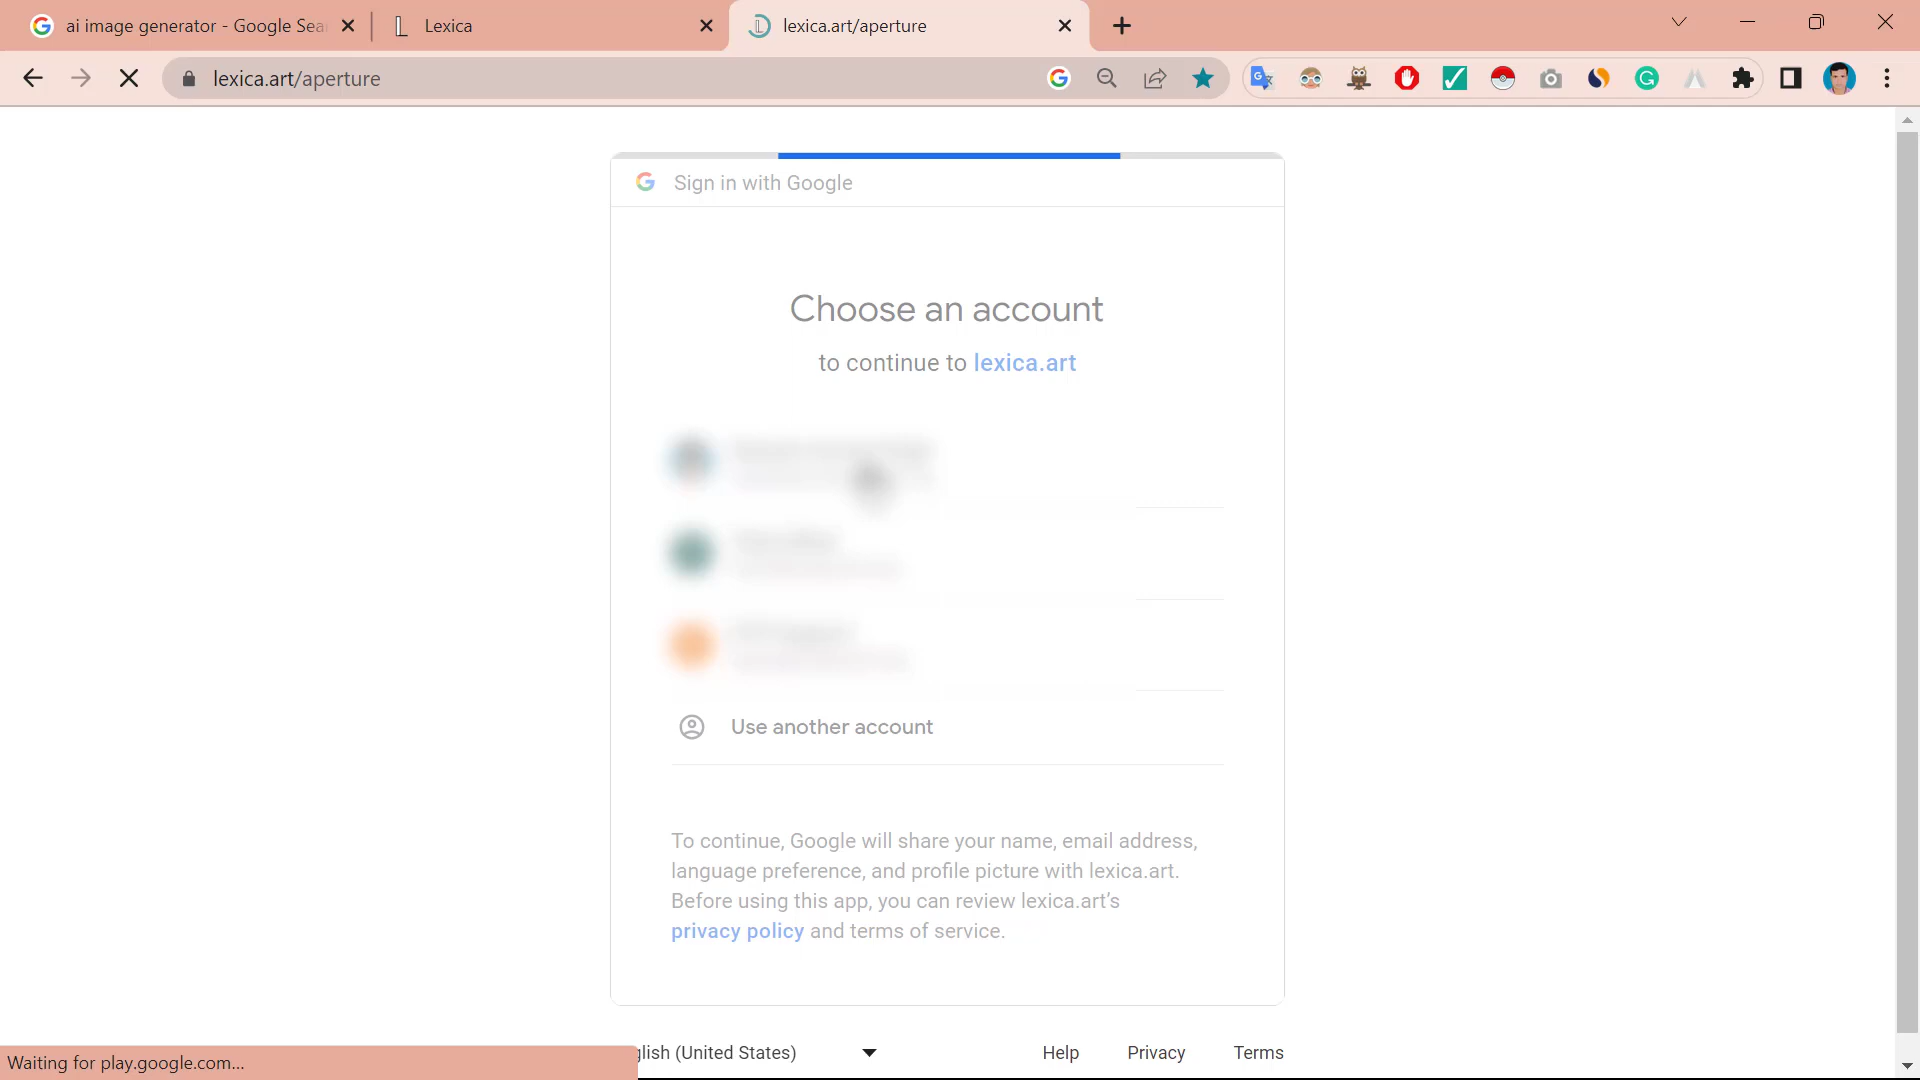 ai image generator - Google Sea
Lexica
lexica.art/aperture
lexica.art/aperture
Sign in with Google
Choose an account
to continue to lexica.art
Use another account
To continue, Google will share your name, email address,
language preference, and profile picture with lexica.art.
Before using this app, you can review lexica.art's
privacy policy and terms of service.
glish (United States)
Help
Privacy
Terms
Waiting for play.google.com...